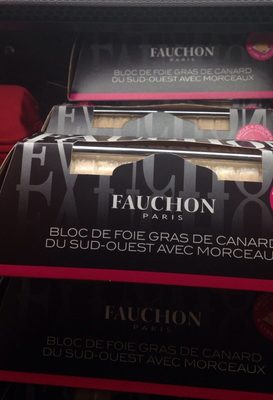 FAUCHON
PARIS
BLOC DE FOIE GRAS DE CANARD
DU SUD-OUEST AVEC MORCEAUX
FAUCHON
PARIS
BLOC DE FOIE GRAS DE CANARD
DU SUD-OUEST AVEC MORCEAUX
FAUCHON
PARIS
BLOC DE FOIE GRAS DE CANARD
DU SUD-OUEST AVEC MORCEAUX